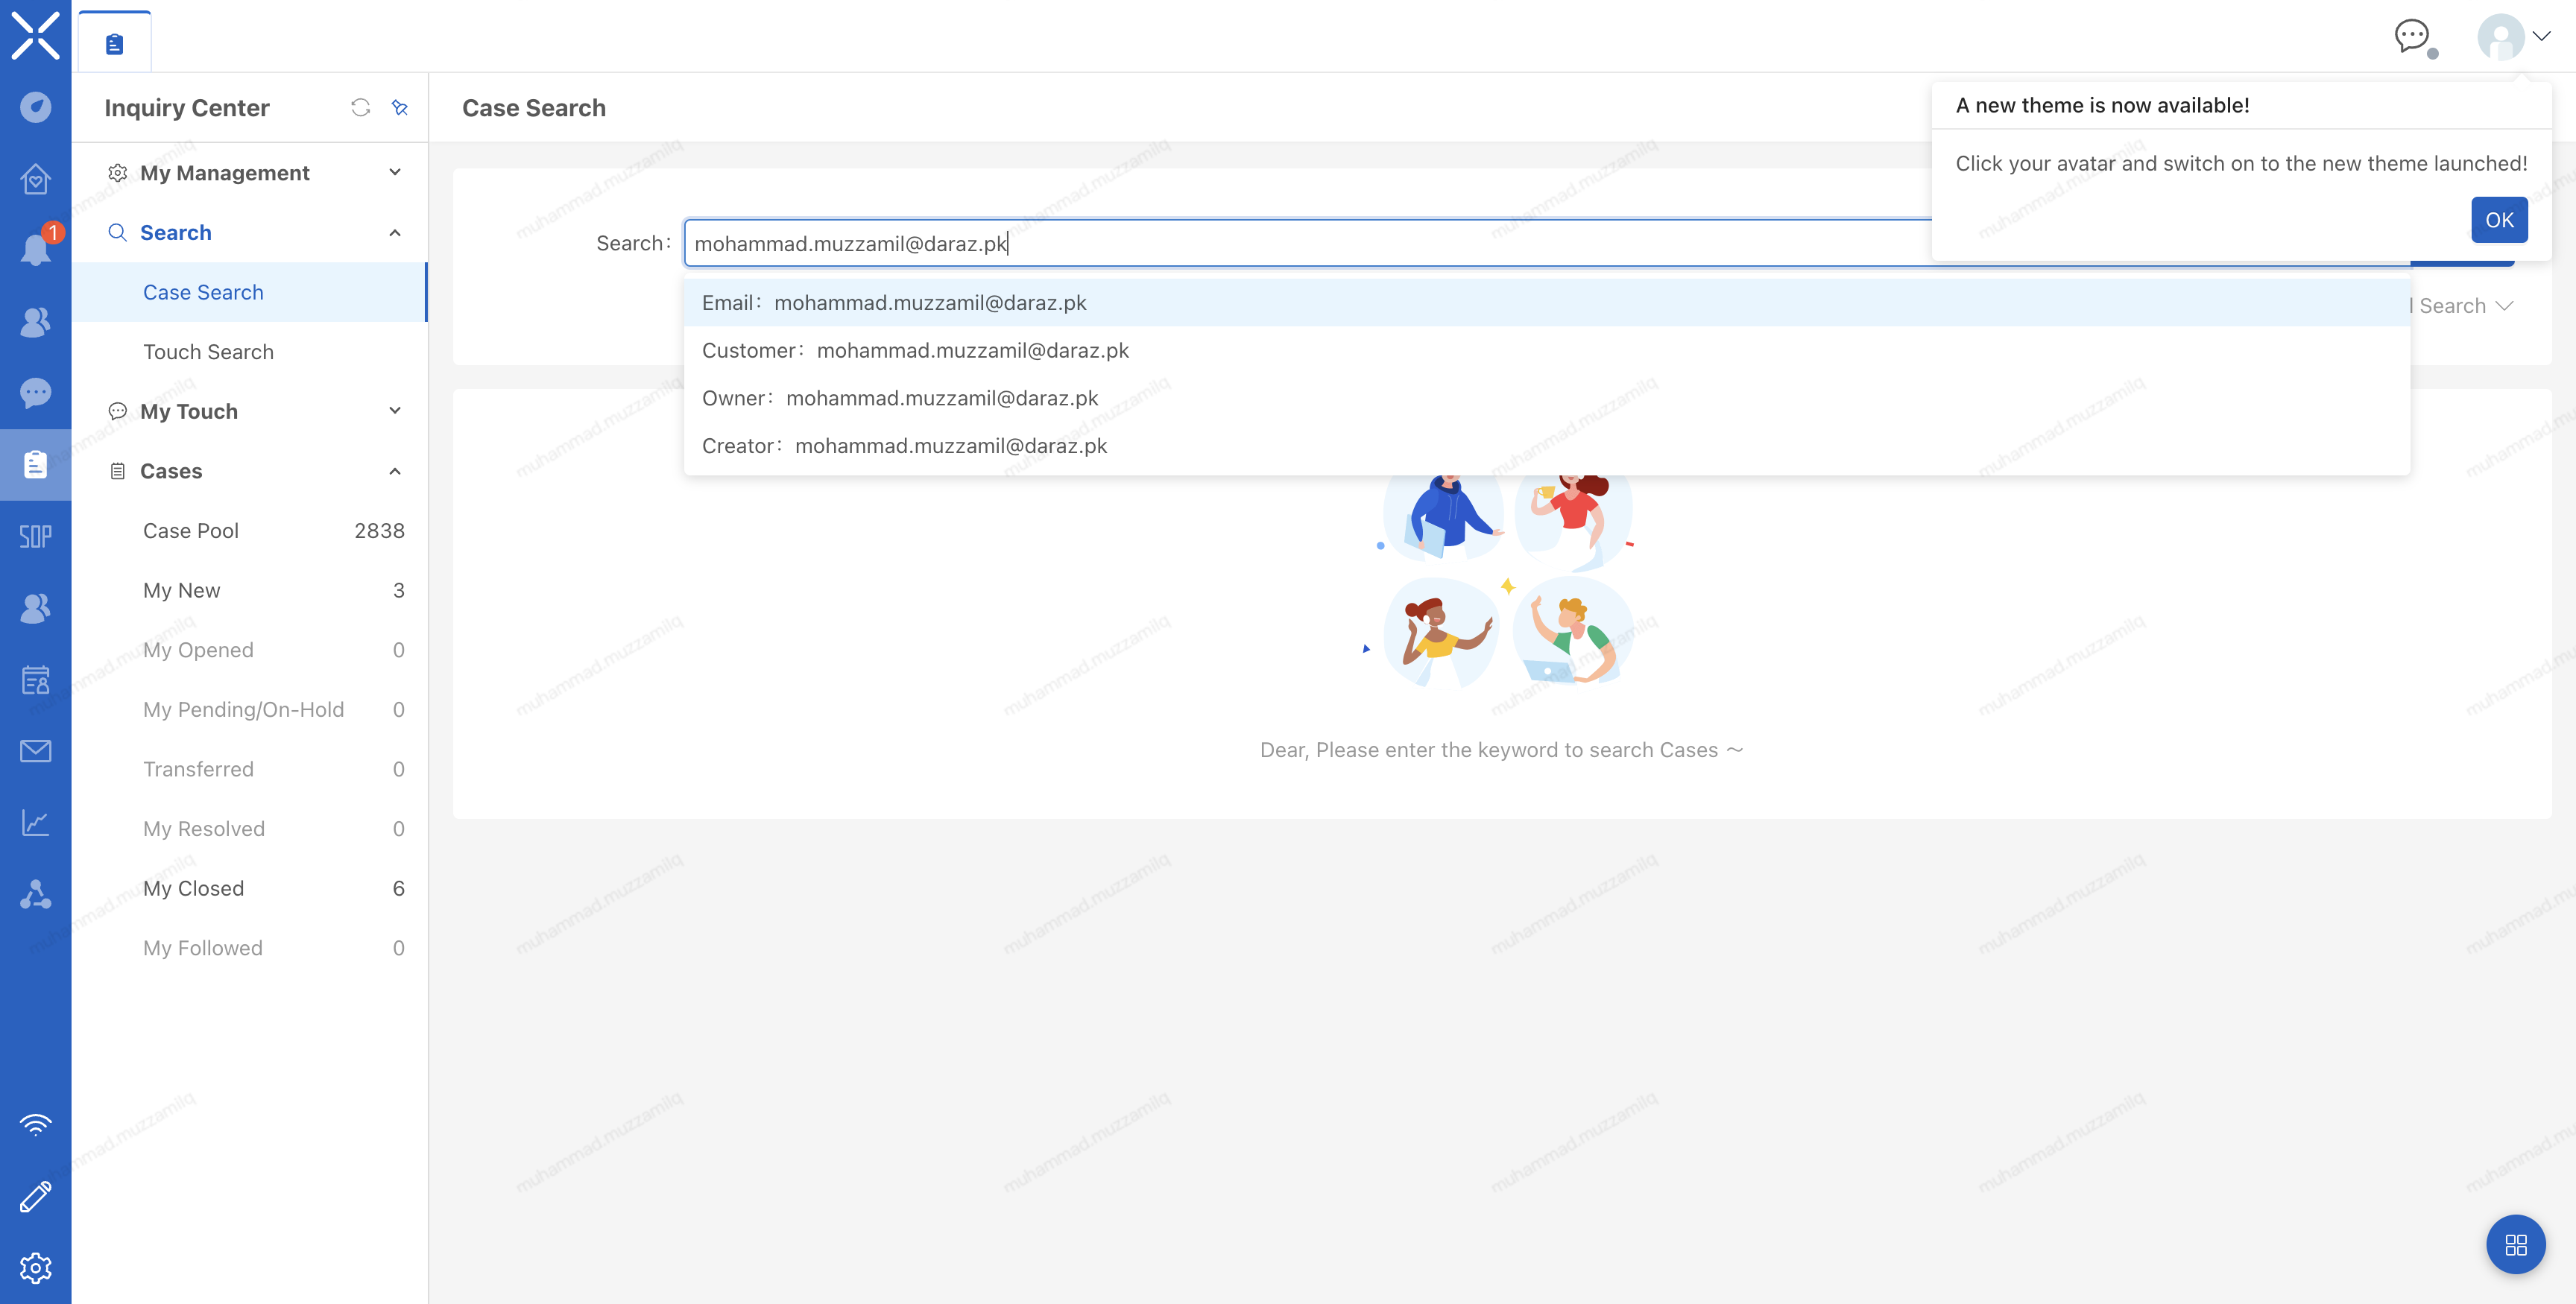 A new theme is now available!
Click your avatar and switch on to the new theme launched!
OK
Inquiry Center
Case Search
My Management
Search
Case Search
Touch Search
My Touch
Cases
Case Pool 2838
My New 3
My Opened 0
My Pending/On-Hold 0
Transferred 0
My Resolved 0
My Closed 6
My Followed 0
1
SOP
Search: mohammad.muzzamil@daraz.pk
Email: mohammad.muzzamil@daraz.pk
Customer: mohammad.muzzamil@daraz.pk
Owner: mohammad.muzzamil@daraz.pk
Creator: mohammad.muzzamil@daraz.pk
Search
Dear, Please enter the keyword to search Cases ～
muhammad.muzzamilq